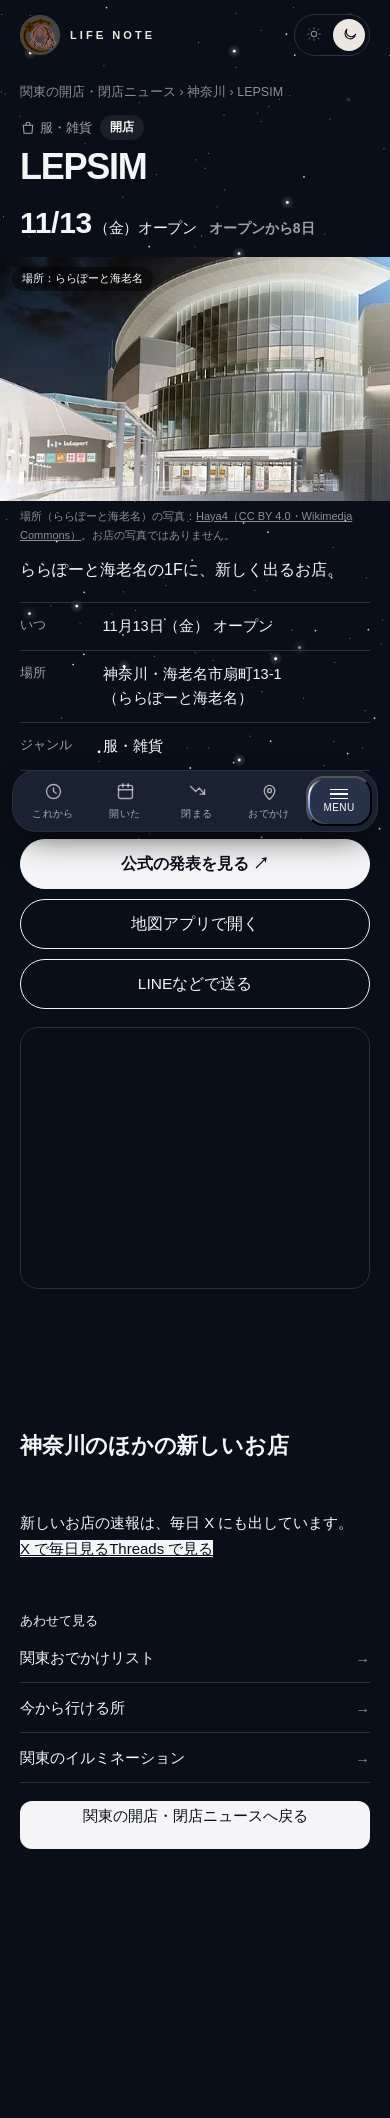 LIFE NOTE
関東の開店・閉店ニュース › 神奈川 › LEPSIM
服・雑貨 開店
LEPSIM
11/13（金）オープン オープンから8日
場所：ららぽーと海老名
場所（ららぽーと海老名）の写真：Haya4（CC BY 4.0・Wikimedia
Commons）。お店の写真ではありません。
ららぽーと海老名の1Fに、新しく出るお店。
いつ 11月13日（金） オープン
場所 神奈川・海老名市扇町13-1
（ららぽーと海老名）
ジャンル 服・雑貨
これから 開いた 閉まる おでかけ MENU
公式の発表を見る ↗
地図アプリで開く
LINEなどで送る
神奈川のほかの新しいお店
新しいお店の速報は、毎日 X にも出しています。
X で毎日見るThreads で見る
あわせて見る
関東おでかけリスト →
今から行ける所 →
関東のイルミネーション →
関東の開店・閉店ニュースへ戻る